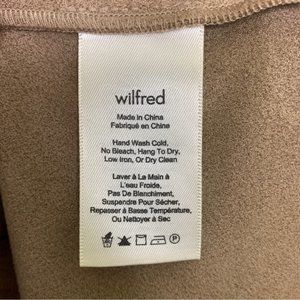 wilfred
Made in China
Fabriqué en Chine
Hand Wash Cold,
No Bleach, Hang To Dry,
Low Iron, Or Dry Clean
Laver à La Main à
L'eau Froide,
Pas De Blanchiment,
Suspendre Pour Sécher,
Repasser à Basse Température,
Ou Nettoyer à Sec
P